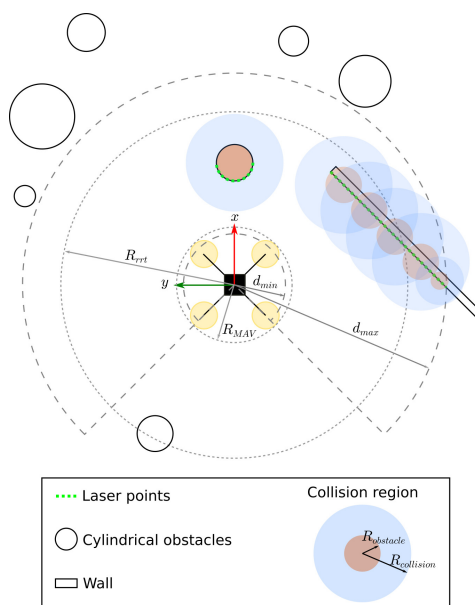 x
R_rrt
y
d_min
R_MAV
d_max
Laser points
Collision region
Cylindrical obstacles
R_obstacle
R_collision
Wall